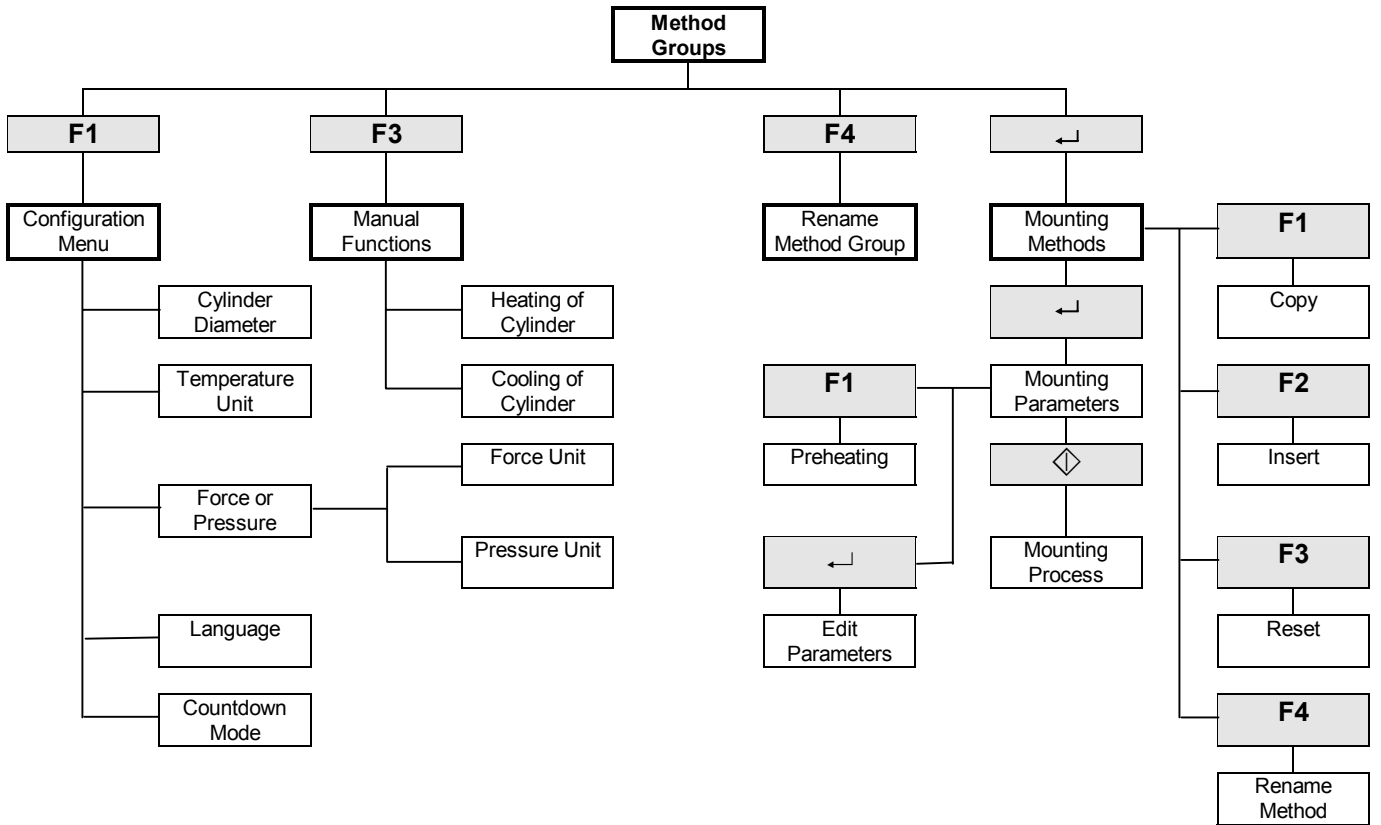 Method
Groups
F1
F3
F4
↵
Configuration
Menu
Manual
Functions
Rename
Method Group
Mounting
Methods
F1
Copy
Cylinder
Diameter
Heating of
Cylinder
↵
Temperature
Unit
Cooling of
Cylinder
F1
Preheating
Mounting
Parameters
F2
Insert
Force or
Pressure
Force Unit
Pressure Unit
↵
Edit
Parameters
Mounting
Process
F3
Reset
Language
Countdown
Mode
F4
Rename
Method